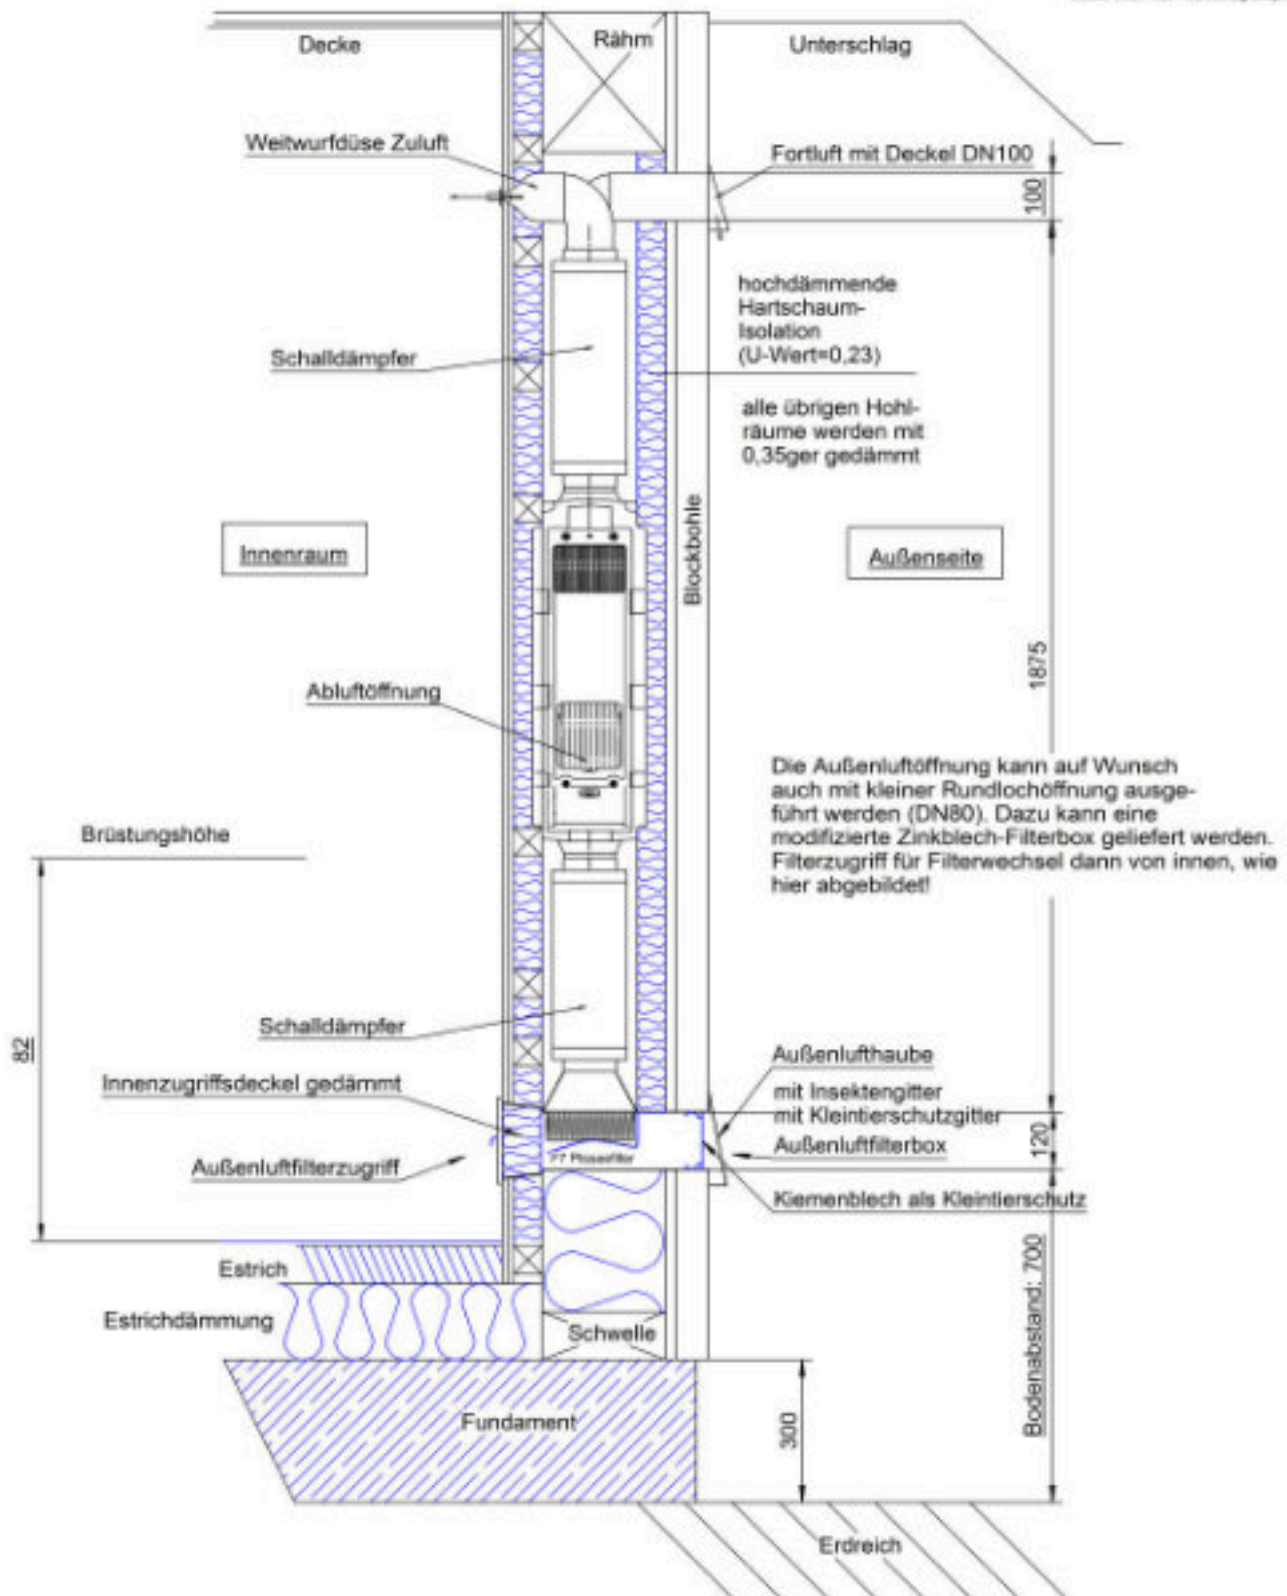 Decke
Rähm
Unterschlag
Weitwurfdüse Zuluft
Fortluft mit Deckel DN100
100
hochdämmende
Hartschaum-
Isolation
(U-Wert=0,23)
Schalldämpfer
alle übrigen Hohl-
räume werden mit
0,35ger gedämmt
Blockbohle
Innenraum
Außenseite
1875
Abluftöffnung
Die Außenluftöffnung kann auf Wunsch
auch mit kleiner Rundlochöffnung ausge-
führt werden (DN80). Dazu kann eine
modifizierte Zinkblech-Filterbox geliefert werden.
Filterzugriff für Filterwechsel dann von innen, wie
hier abgebildet!
Brüstungshöhe
82
Schalldämpfer
Außenlufthaube
Innenzugriffsdeckel gedämmt
mit Insektengitter
mit Kleintierschutzgitter
120
Außenluftfilterbox
F7 Plisseefilter
Außenluftfilterzugriff
Kiemenblech als Kleintierschutz
Estrich
Estrichdämmung
Schwelle
Bodenabstand: 700
Fundament
300
Erdreich